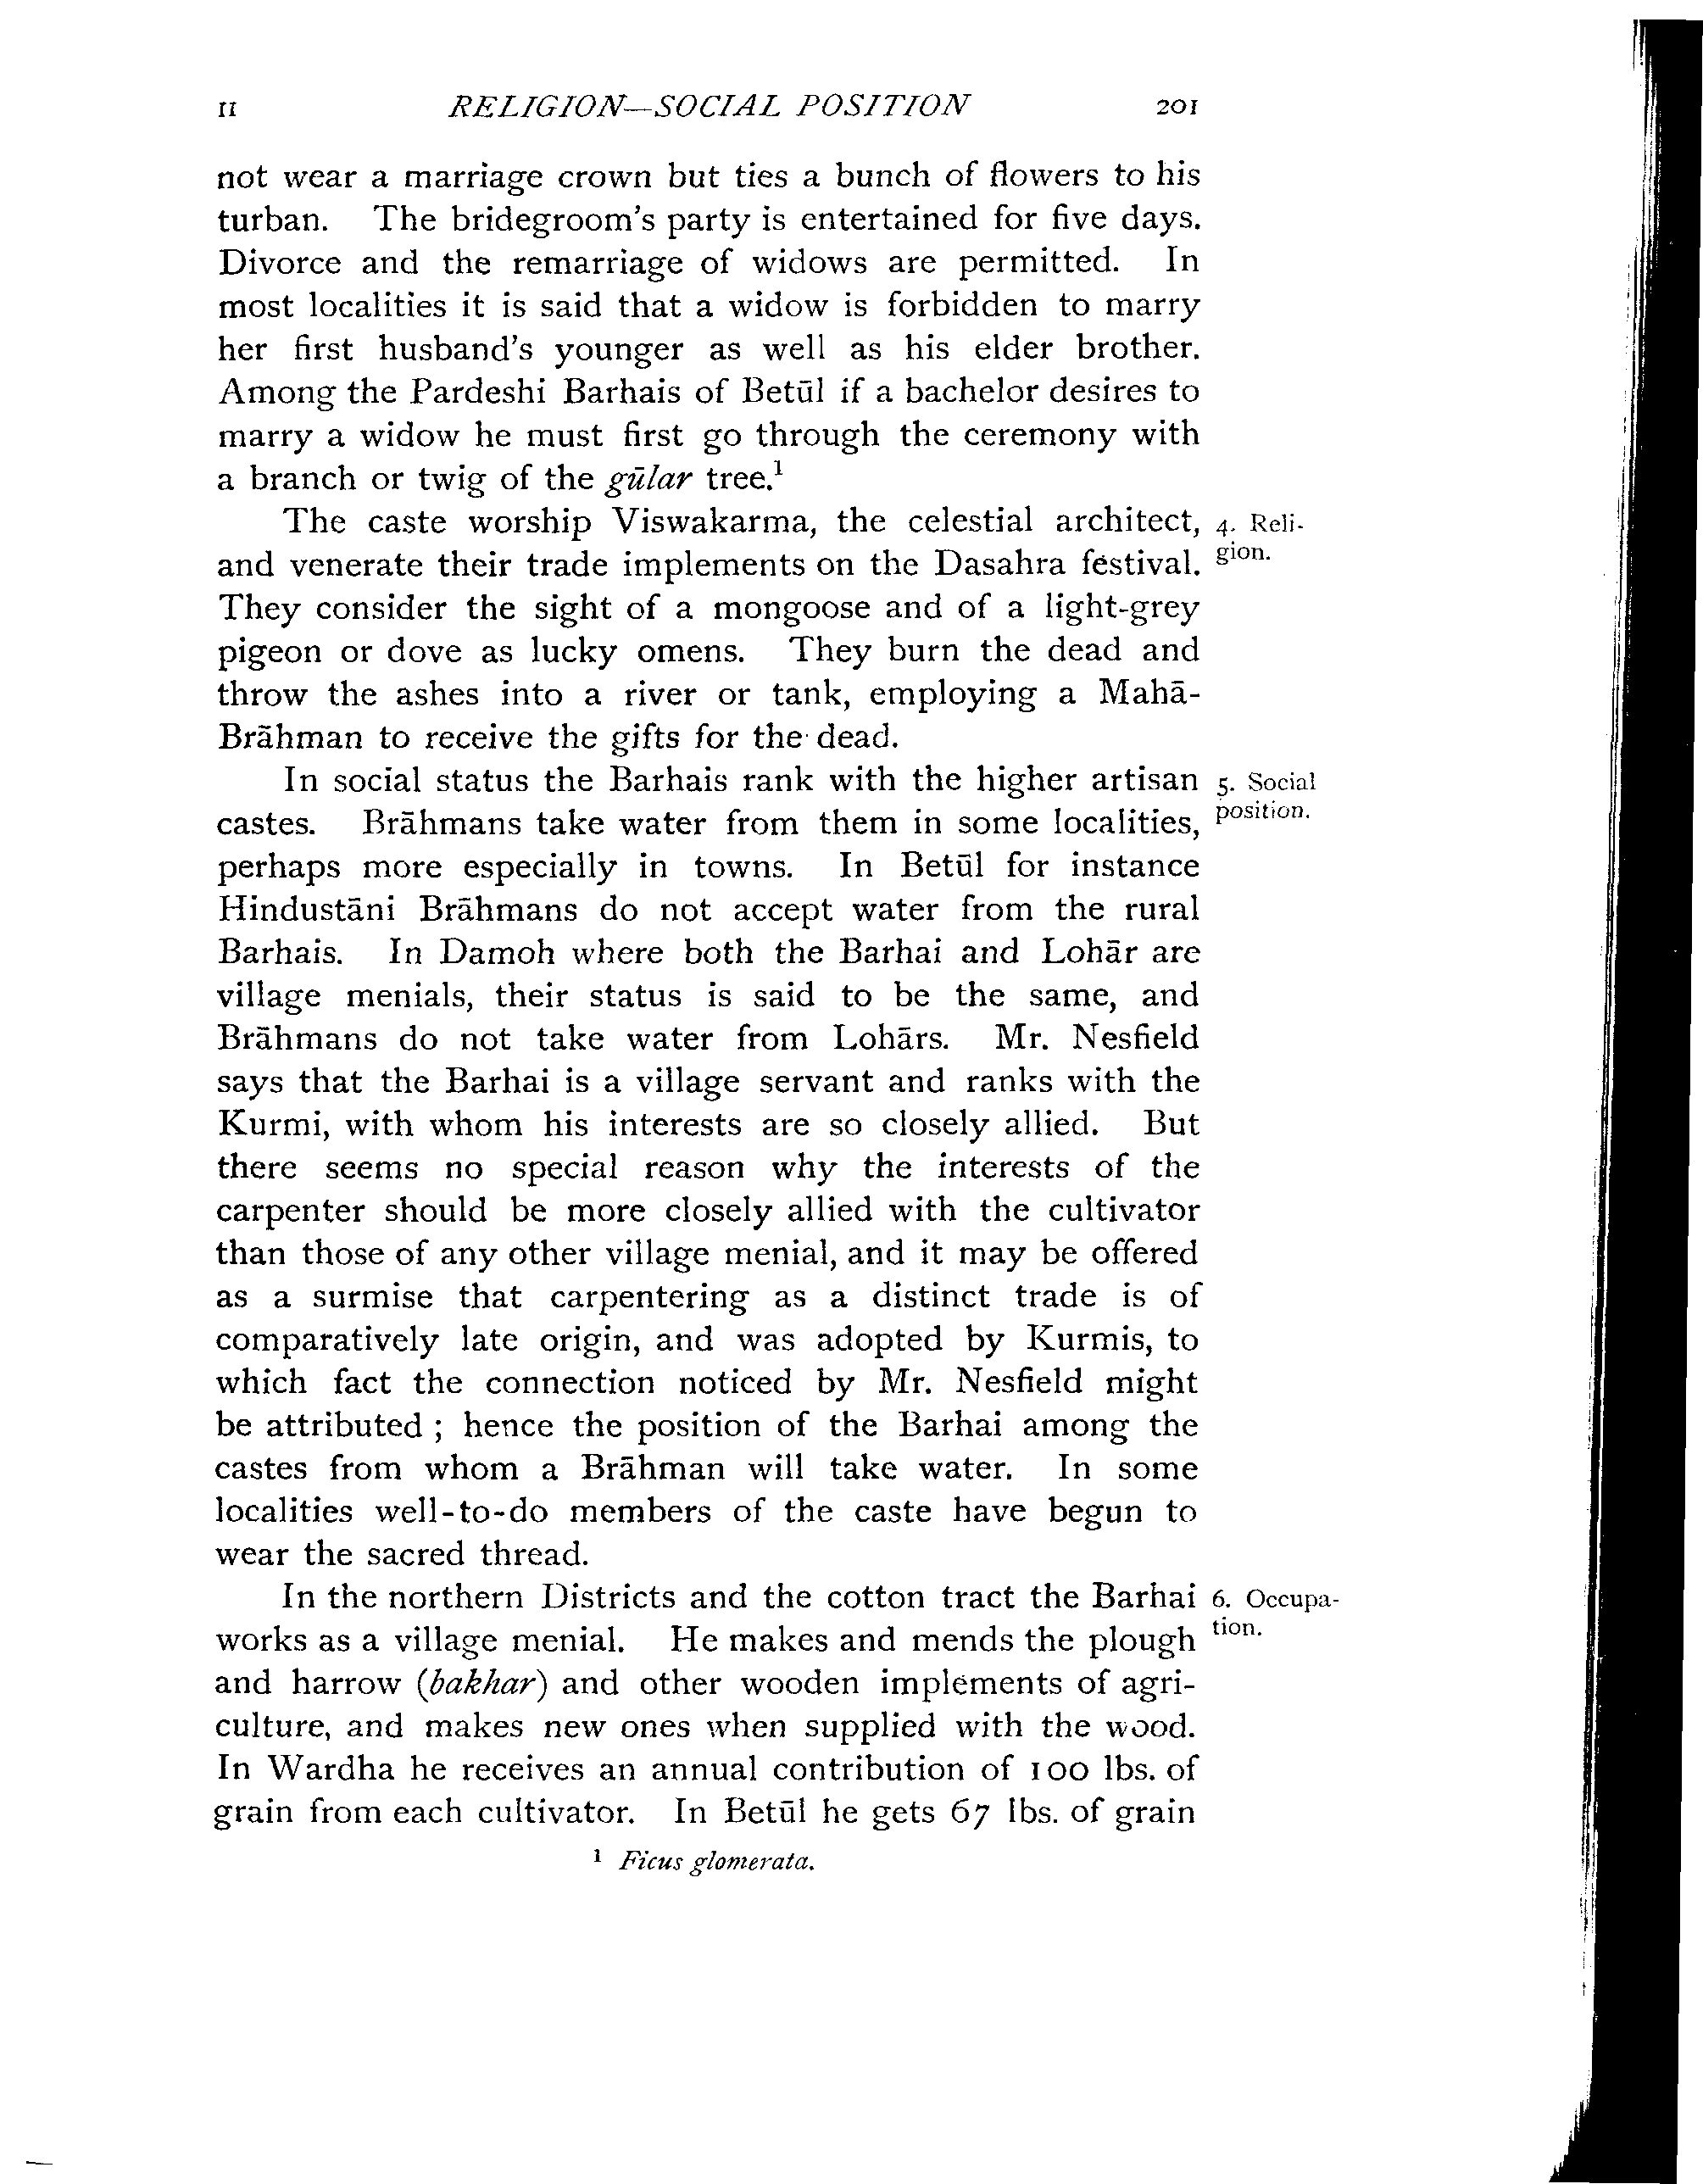 II RELIGION—SOCIAL POSITION 201
not wear a marriage crown but ties a bunch of flowers to his
turban. The bridegroom's party is entertained for five days.
Divorce and the remarriage of widows are permitted. In
most localities it is said that a widow is forbidden to marry
her first husband's younger as well as his elder brother.
Among the Pardeshi Barhais of Betūl if a bachelor desires to
marry a widow he must first go through the ceremony with
a branch or twig of the gūlar tree.¹
The caste worship Viswakarma, the celestial architect, 4. Reli-
and venerate their trade implements on the Dasahra festival. gion.
They consider the sight of a mongoose and of a light-grey
pigeon or dove as lucky omens. They burn the dead and
throw the ashes into a river or tank, employing a Mahā-
Brāhman to receive the gifts for the dead.
In social status the Barhais rank with the higher artisan 5. Social
castes. Brāhmans take water from them in some localities, position.
perhaps more especially in towns. In Betūl for instance
Hindustāni Brāhmans do not accept water from the rural
Barhais. In Damoh where both the Barhai and Lohār are
village menials, their status is said to be the same, and
Brāhmans do not take water from Lohārs. Mr. Nesfield
says that the Barhai is a village servant and ranks with the
Kurmi, with whom his interests are so closely allied. But
there seems no special reason why the interests of the
carpenter should be more closely allied with the cultivator
than those of any other village menial, and it may be offered
as a surmise that carpentering as a distinct trade is of
comparatively late origin, and was adopted by Kurmis, to
which fact the connection noticed by Mr. Nesfield might
be attributed ; hence the position of the Barhai among the
castes from whom a Brāhman will take water. In some
localities well-to-do members of the caste have begun to
wear the sacred thread.
In the northern Districts and the cotton tract the Barhai 6. Occupa-
works as a village menial. He makes and mends the plough tion.
and harrow (bakhar) and other wooden implements of agri-
culture, and makes new ones when supplied with the wood.
In Wardha he receives an annual contribution of 100 lbs. of
grain from each cultivator. In Betūl he gets 67 lbs. of grain
¹ Ficus glomerata.